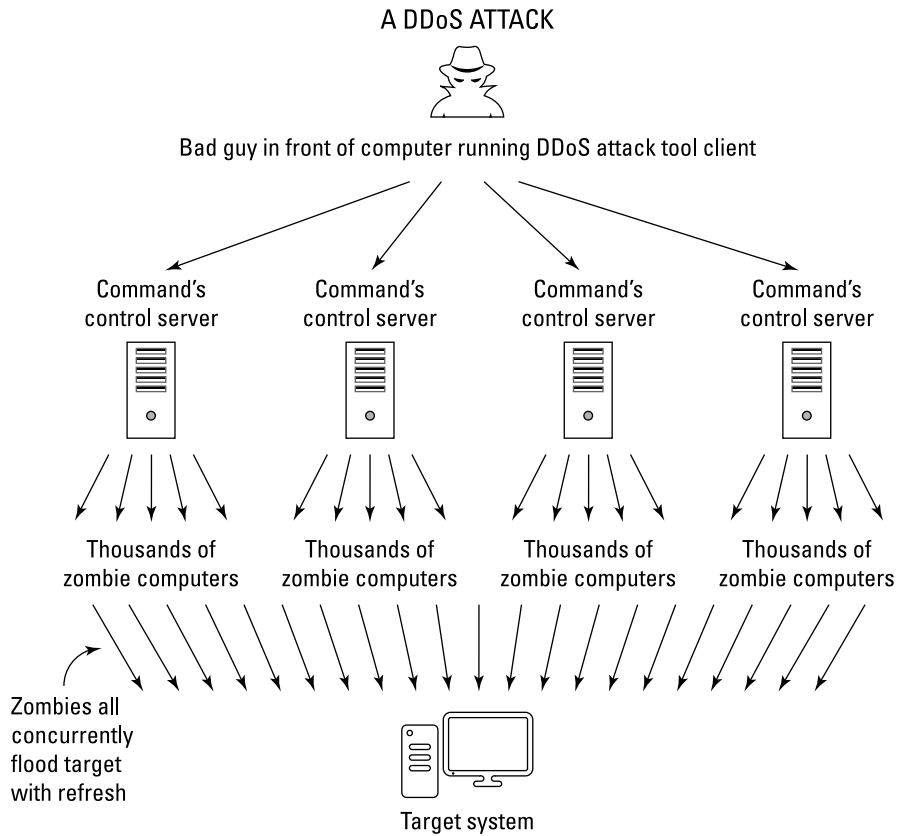 A DDoS ATTACK
Bad guy in front of computer running DDoS attack tool client
Command's
control server
Command's
control server
Command's
control server
Command's
control server
Thousands of
zombie computers
Thousands of
zombie computers
Thousands of
zombie computers
Thousands of
zombie computers
Zombies all
concurrently
flood target
with refresh
Target system